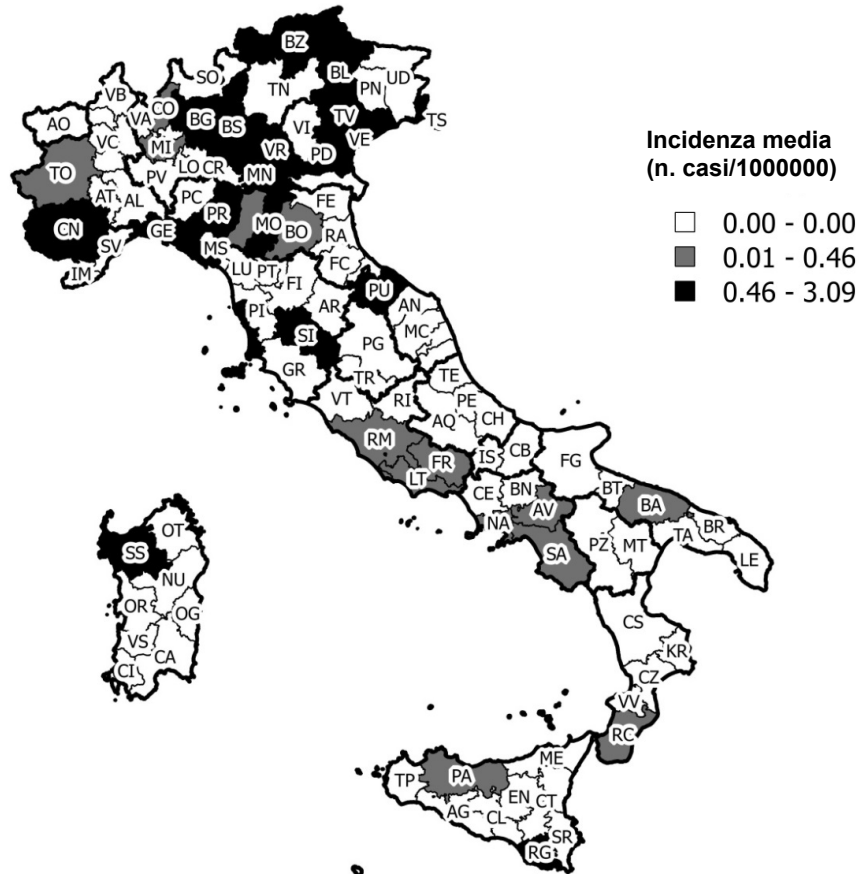 BZ
BL
SO
TN
PN
UD
VB
CO
BG
BS
TV
AO
VA
VI
VE
TS
VC
MI
VR
PD
TO
LO
CR
MN
PV
AT
AL
PC
FE
PR
MO
BO
CN
GE
RA
SV
MS
LU
PT
FC
IM
FI
PU
PI
AR
AN
SI
MC
PG
GR
TR
TE
VT
RI
PE
AQ
CH
RM
FR
IS
CB
FG
LT
CE
BN
BT
BA
NA
AV
SA
PZ
MT
TA
BR
LE
SS
OT
NU
OR
OG
VS
CA
CI
CS
KR
CZ
VV
RC
ME
TP
PA
EN
CT
AG
CL
SR
RG
Incidenza media
(n. casi/1000000)
0.00 - 0.00
0.01 - 0.46
0.46 - 3.09